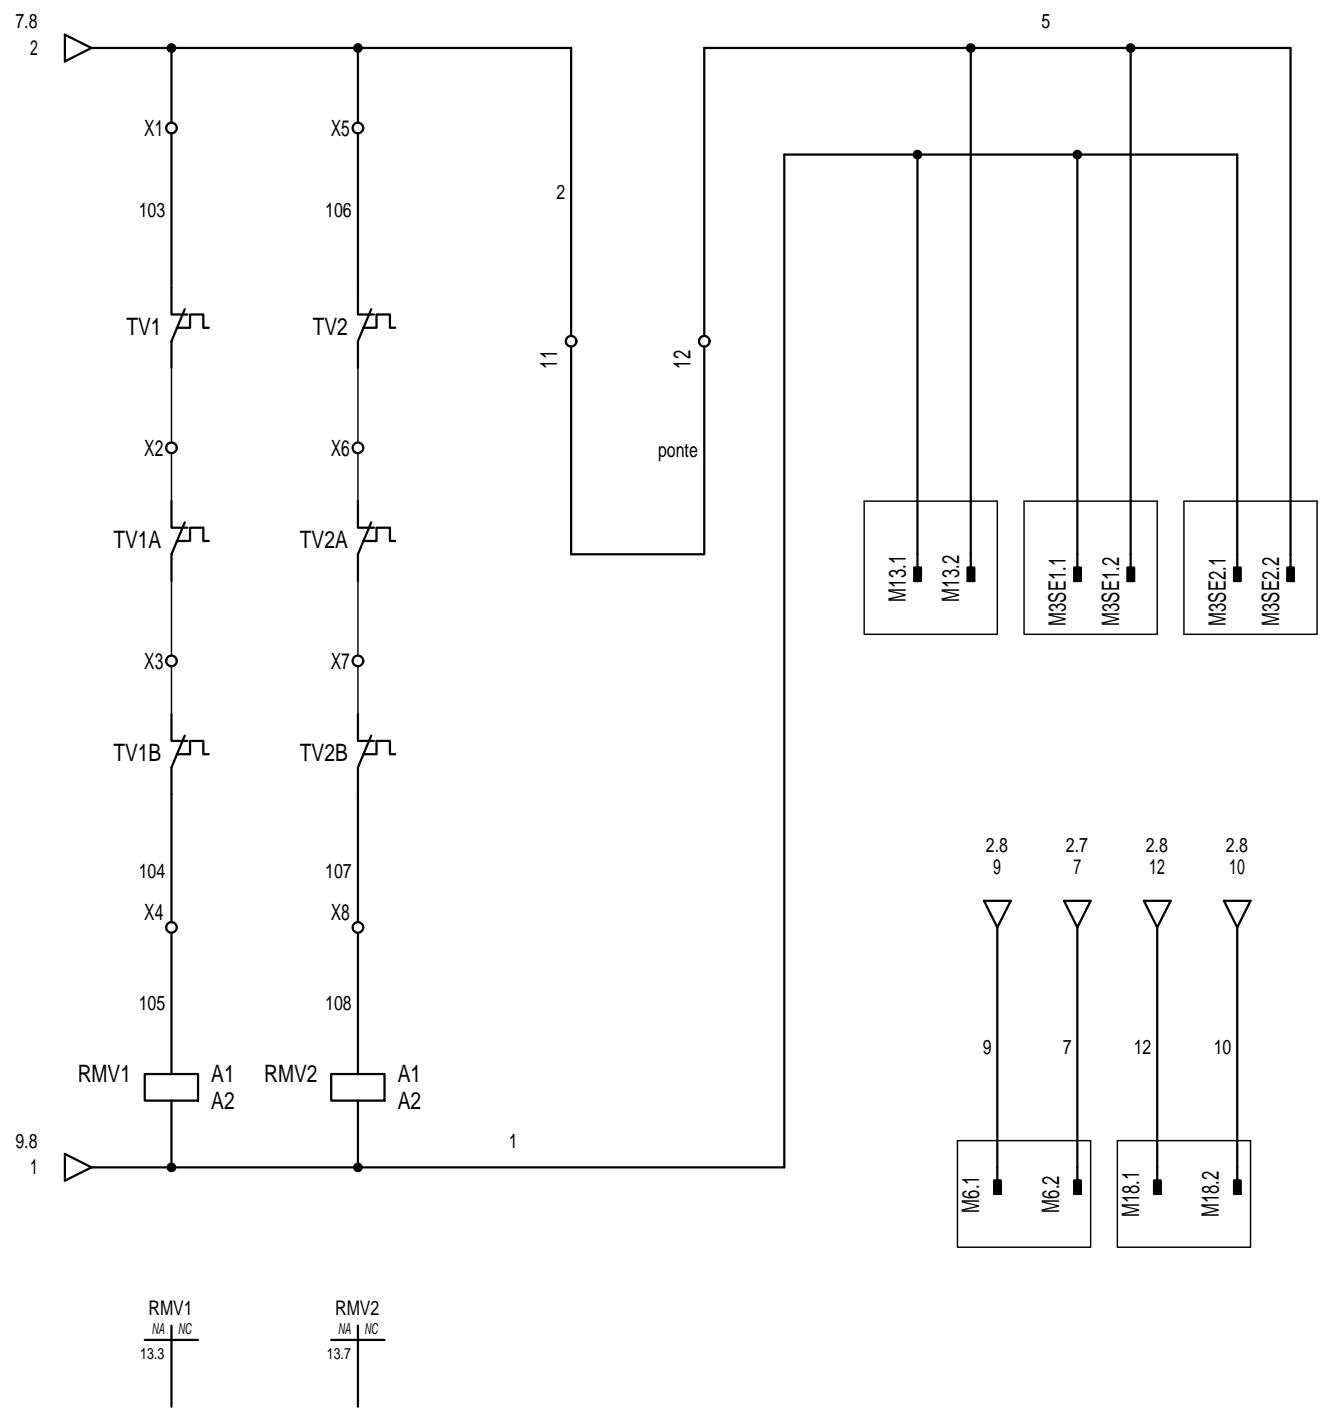 7.8
2
5
X1
X5
103
106
2
TV1
TV2
11
12
X2
X6
ponte
TV1A
TV2A
M13.1
M13.2
M3SE1.1
M3SE1.2
M3SE2.1
M3SE2.2
X3
X7
TV1B
TV2B
2.8
2.7
2.8
2.8
9
7
12
10
104
107
X4
X8
105
108
9
7
12
10
RMV1
A1
RMV2
A1
A2
A2
9.8
1
1
M6.1
M6.2
M18.1
M18.2
RMV1
RMV2
NA NC
NA NC
13.3
13.7